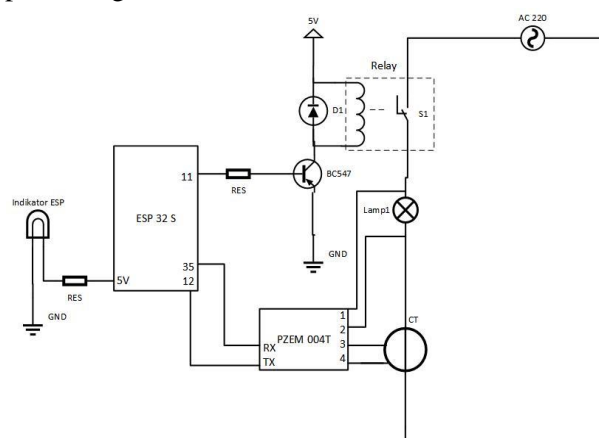 AC 220
5V
Relay
D1
S1
11
BC547
RES
Indikator ESP
ESP 32 S
Lamp1
GND
35
5V
12
RES
GND
1
CT
2
PZEM 004T
RX
3
TX
4